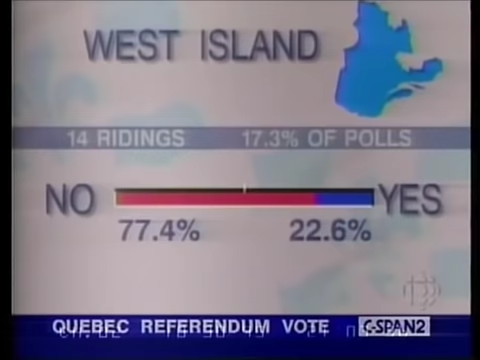 WEST ISLAND
14 RIDINGS 17.3% OF POLLS
NO YES
77.4% 22.6%
QUEBEC REFERENDUM VOTE C-SPAN2